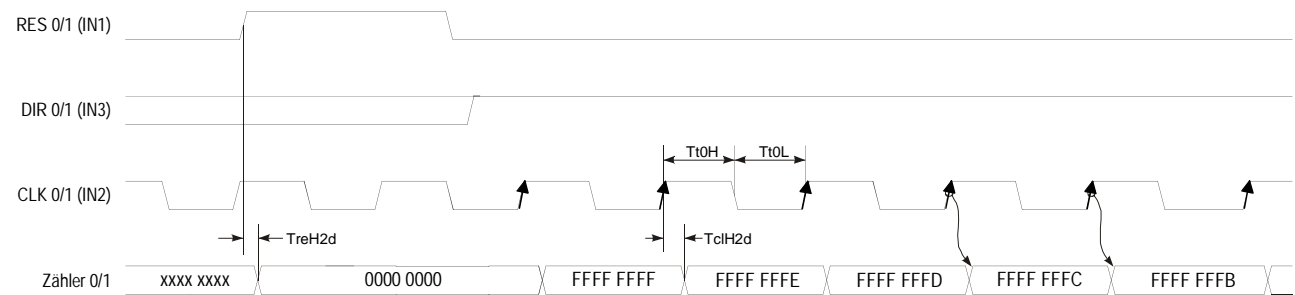 RES 0/1 (IN1)
DIR 0/1 (IN3)
Tt0H Tt0L
CLK 0/1 (IN2)
TreH2d TclH2d
Zähler 0/1 xxxx xxxx 0000 0000 FFFF FFFF FFFF FFFE FFFF FFFD FFFF FFFC FFFF FFFB